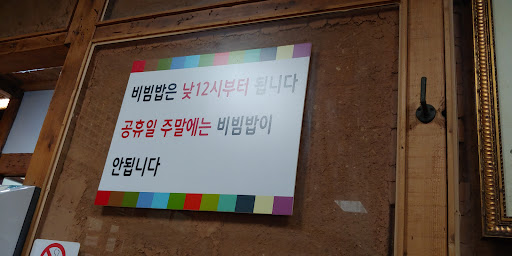 비빔밥은 낮12시부터 됩니다
공휴일 주말에는 비빔밥이
안됩니다